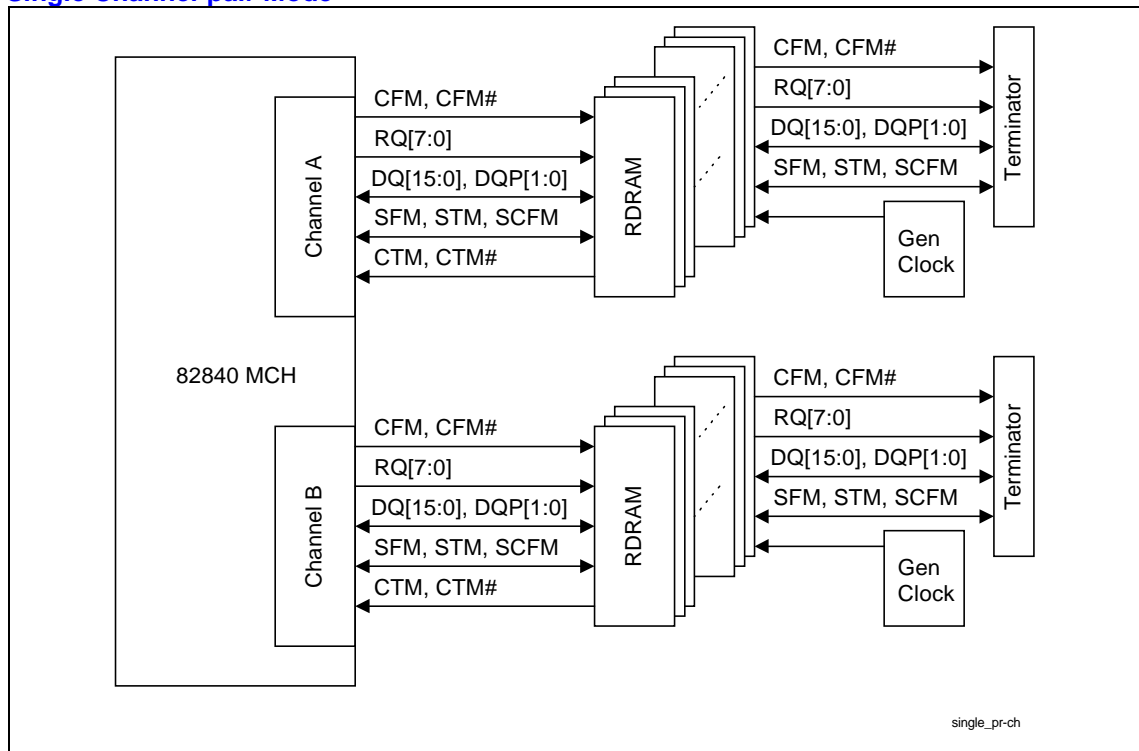 Single Channel-pair Mode
82840 MCH
Channel A
CFM, CFM#
RQ[7:0]
DQ[15:0], DQP[1:0]
SFM, STM, SCFM
CTM, CTM#
RDRAM
CFM, CFM#
RQ[7:0]
DQ[15:0], DQP[1:0]
SFM, STM, SCFM
Terminator
Gen
Clock
Channel B
CFM, CFM#
RQ[7:0]
DQ[15:0], DQP[1:0]
SFM, STM, SCFM
CTM, CTM#
RDRAM
CFM, CFM#
RQ[7:0]
DQ[15:0], DQP[1:0]
SFM, STM, SCFM
Terminator
Gen
Clock
single_pr-ch